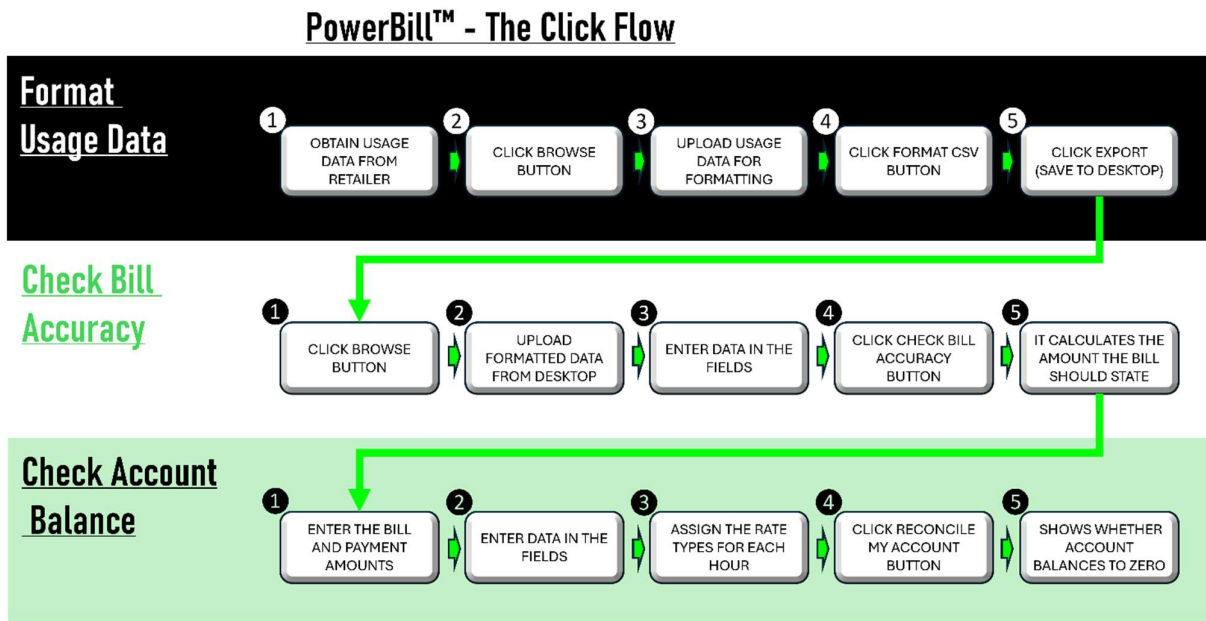 PowerBill™ - The Click Flow
Format
Usage Data
1
OBTAIN USAGE
DATA FROM
RETAILER
2
CLICK BROWSE
BUTTON
3
UPLOAD USAGE
DATA FOR
FORMATTING
4
CLICK FORMAT CSV
BUTTON
5
CLICK EXPORT
(SAVE TO DESKTOP)
Check Bill
Accuracy
1
CLICK BROWSE
BUTTON
2
UPLOAD
FORMATTED DATA
FROM DESKTOP
3
ENTER DATA IN THE
FIELDS
4
CLICK CHECK BILL
ACCURACY
BUTTON
5
IT CALCULATES THE
AMOUNT THE BILL
SHOULD STATE
Check Account
Balance
1
ENTER THE BILL
AND PAYMENT
AMOUNTS
2
ENTER DATA IN THE
FIELDS
3
ASSIGN THE RATE
TYPES FOR EACH
HOUR
4
CLICK RECONCILE
MY ACCOUNT
BUTTON
5
SHOWS WHETHER
ACCOUNT
BALANCES TO ZERO